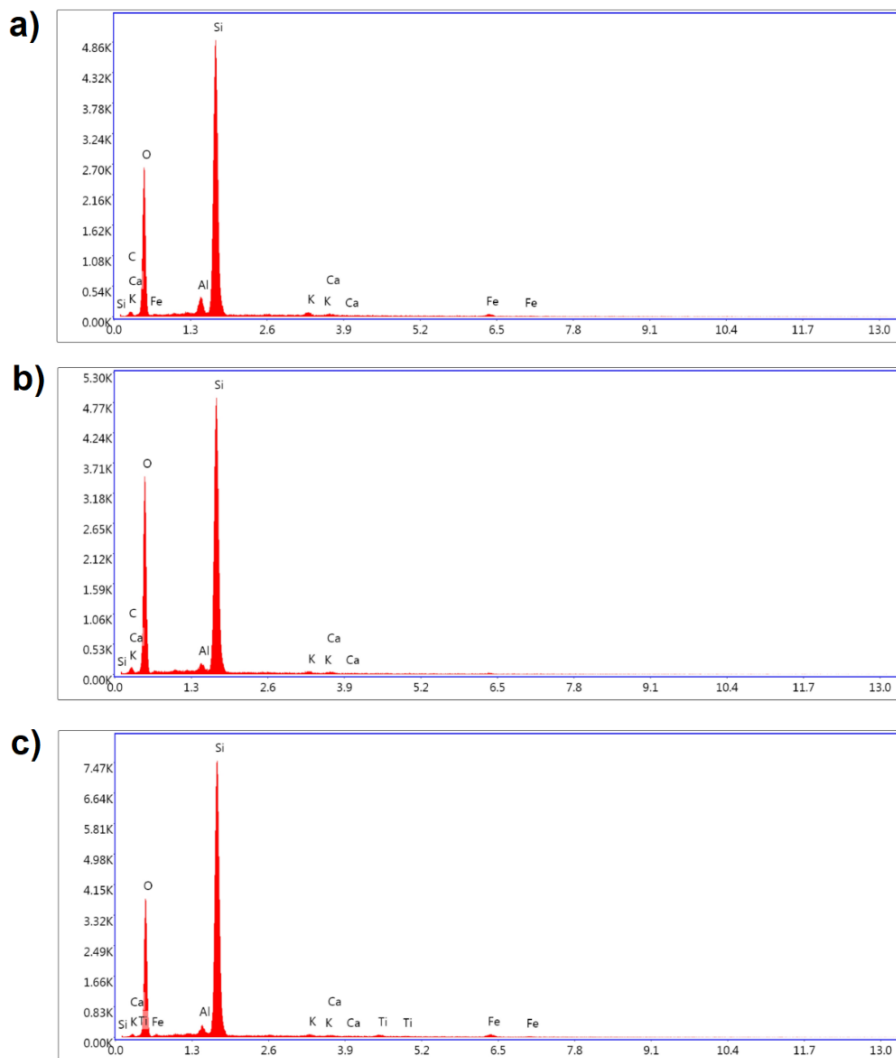 a)
Si
4.86K
4.32K
3.78K
3.24K
2.70K
O
2.16K
1.62K
1.08K
C
0.54K
Ca
Al
Ca
Si K Fe K K Ca Fe Fe
0.00K
0.0 1.3 2.6 3.9 5.2 6.5 7.8 9.1 10.4 11.7 13.0
b)
5.30K
Si
4.77K
4.24K
3.71K
O
3.18K
2.65K
2.12K
1.59K
1.06K
C
0.53K
Ca
Ca
K Al
Si K K Ca
0.00K
0.0 1.3 2.6 3.9 5.2 6.5 7.8 9.1 10.4 11.7 13.0
c)
Si
7.47K
6.64K
5.81K
4.98K
4.15K
O
3.32K
2.49K
1.66K
0.83K
Ca Ca
Al
Si K Ti Fe K K Ca Ti Ti Fe Fe
0.00K
0.0 1.3 2.6 3.9 5.2 6.5 7.8 9.1 10.4 11.7 13.0